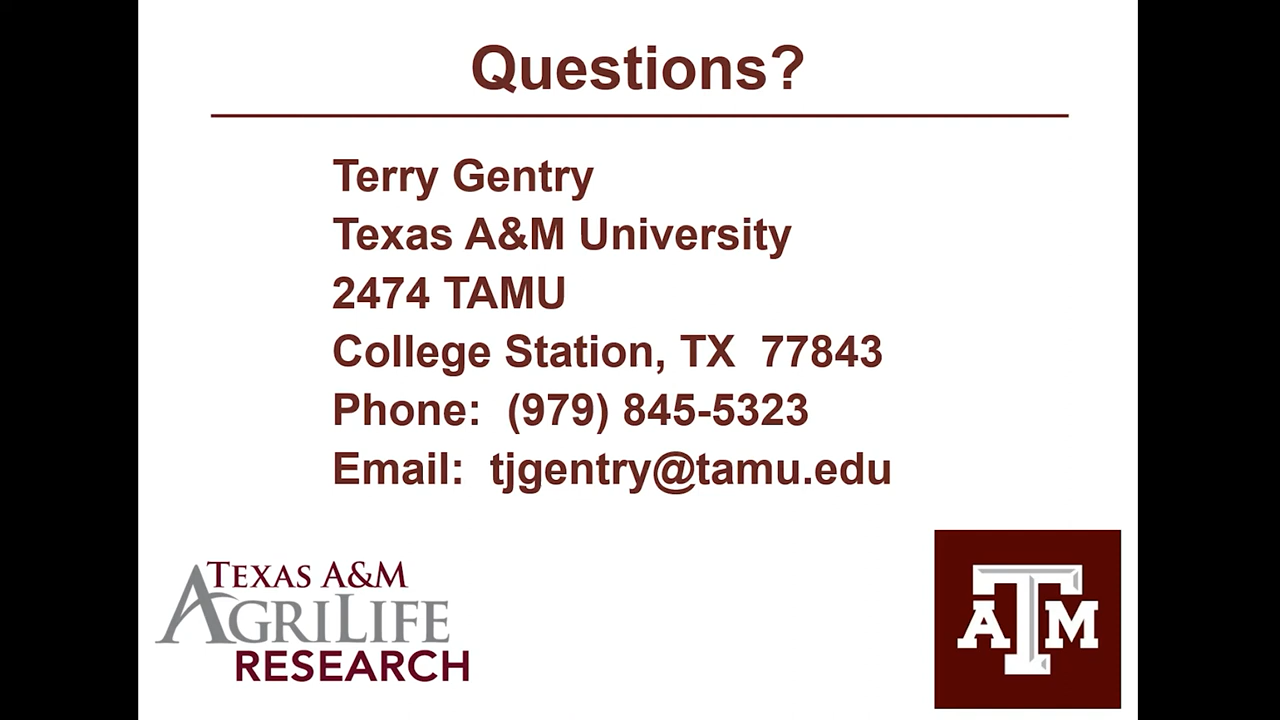 Questions?
Terry Gentry
Texas A&M University
2474 TAMU
College Station, TX  77843
Phone:  (979) 845-5323
Email:  tjgentry@tamu.edu
TEXAS A&M
AGRILIFE
RESEARCH
ATM